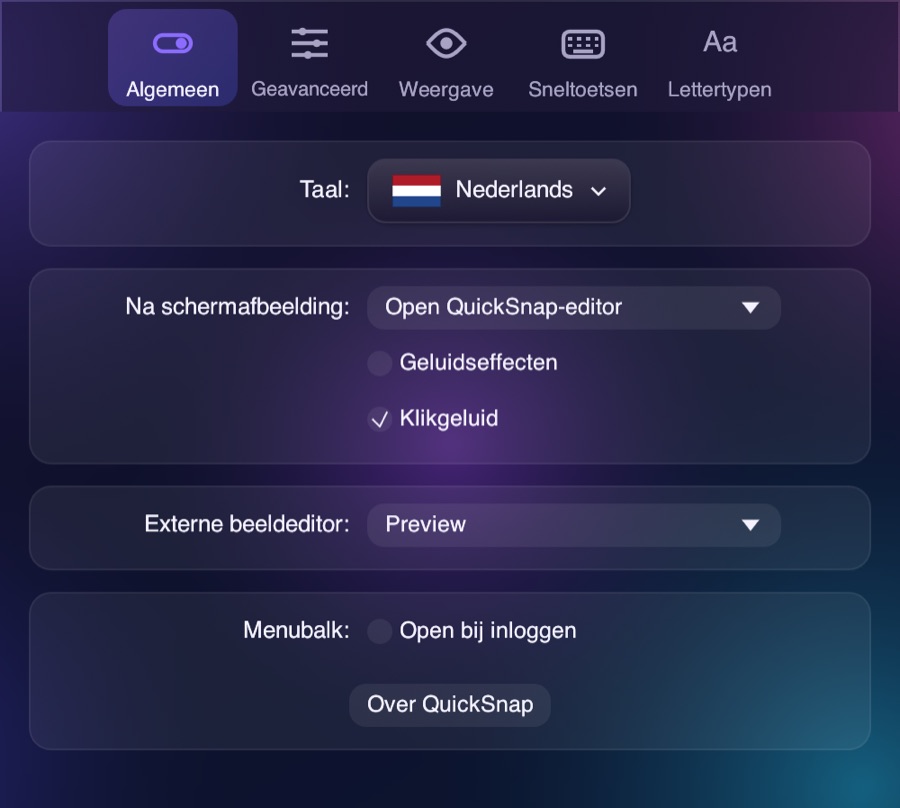 Algemeen
Geavanceerd
Weergave
Sneltoetsen
Aa
Lettertypen
Taal: Nederlands
Na schermafbeelding: Open QuickSnap-editor
Geluidseffecten
Klikgeluid
Externe beeldeditor: Preview
Menubalk: Open bij inloggen
Over QuickSnap